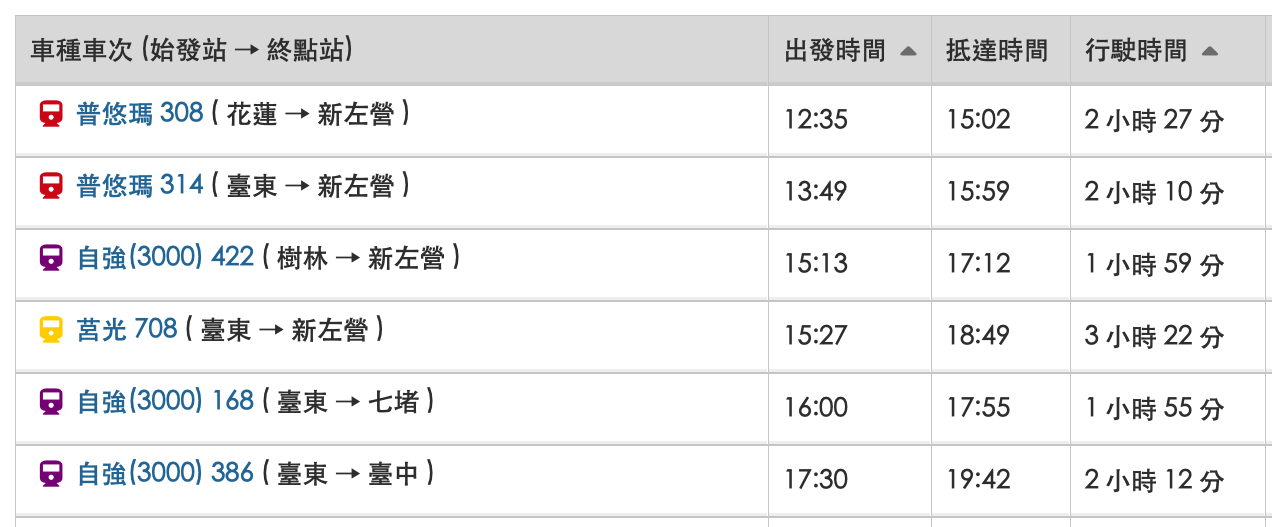 車種車次 (始發站 → 終點站) 出發時間 抵達時間 行駛時間
普悠瑪 308 ( 花蓮 → 新左營 ) 12:35 15:02 2 小時 27 分
普悠瑪 314 ( 臺東 → 新左營 ) 13:49 15:59 2 小時 10 分
自強(3000) 422 ( 樹林 → 新左營 ) 15:13 17:12 1 小時 59 分
莒光 708 ( 臺東 → 新左營 ) 15:27 18:49 3 小時 22 分
自強(3000) 168 ( 臺東 → 七堵 ) 16:00 17:55 1 小時 55 分
自強(3000) 386 ( 臺東 → 臺中 ) 17:30 19:42 2 小時 12 分